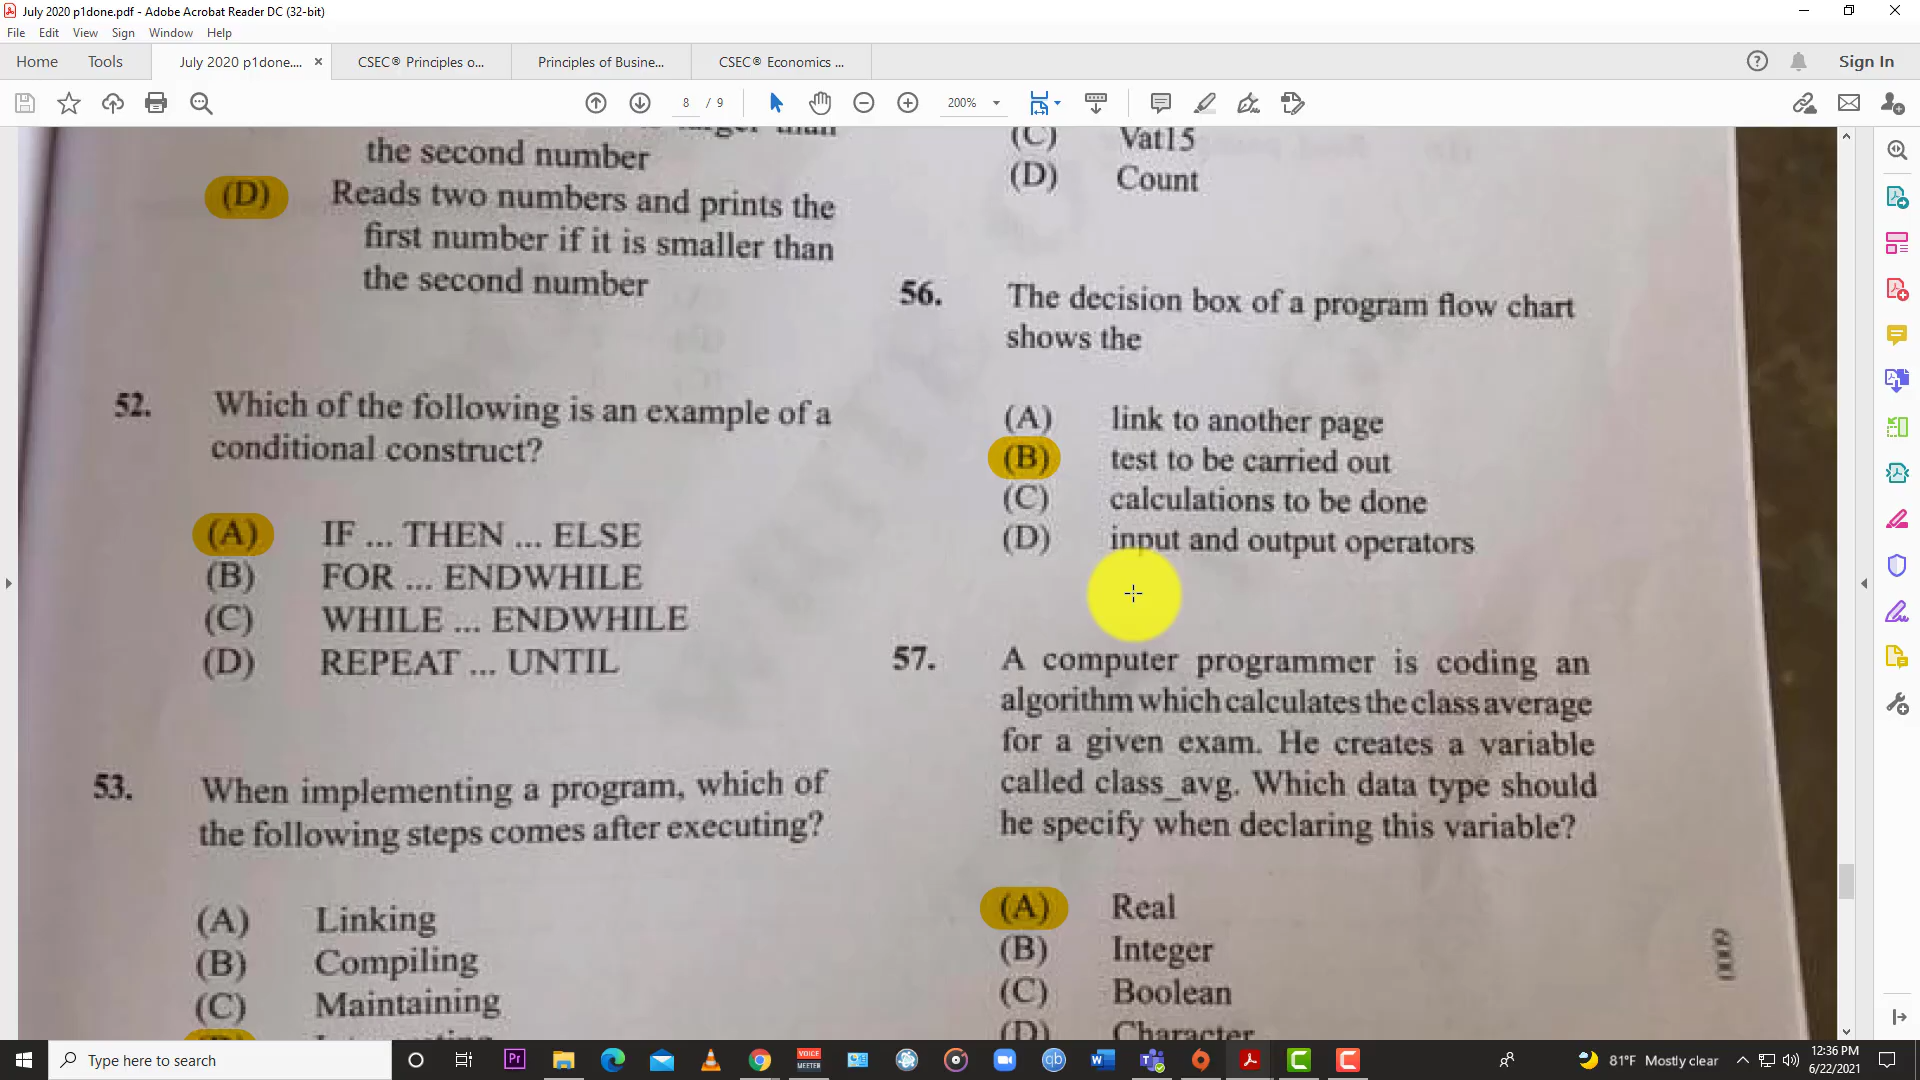 July 2020 p1done.pdf - Adobe Acrobat Reader DC (32-bit)
File Edit View Sign Window Help
Home Tools July 2020 p1done.... × CSEC® Principles o... Principles of Busine... CSEC® Economics ... Sign In
8 / 9 200%
larger than
the second number
(D) Reads two numbers and prints the
first number if it is smaller than
the second number
52. Which of the following is an example of a
conditional construct?
(A) IF ... THEN ... ELSE
(B) FOR ... ENDWHILE
(C) WHILE ... ENDWHILE
(D) REPEAT ... UNTIL
53. When implementing a program, which of
the following steps comes after executing?
(A) Linking
(B) Compiling
(C) Maintaining
(C) Vat15
(D) Count
56. The decision box of a program flow chart
shows the
(A) link to another page
(B) test to be carried out
(C) calculations to be done
(D) input and output operators
57. A computer programmer is coding an
algorithm which calculates the class average
for a given exam. He creates a variable
called class_avg. Which data type should
he specify when declaring this variable?
(A) Real
(B) Integer
(C) Boolean
(D) Character
0009
Type here to search
Pr
VOICE
MEETER
qb
81°F Mostly clear
12:36 PM
6/22/2021